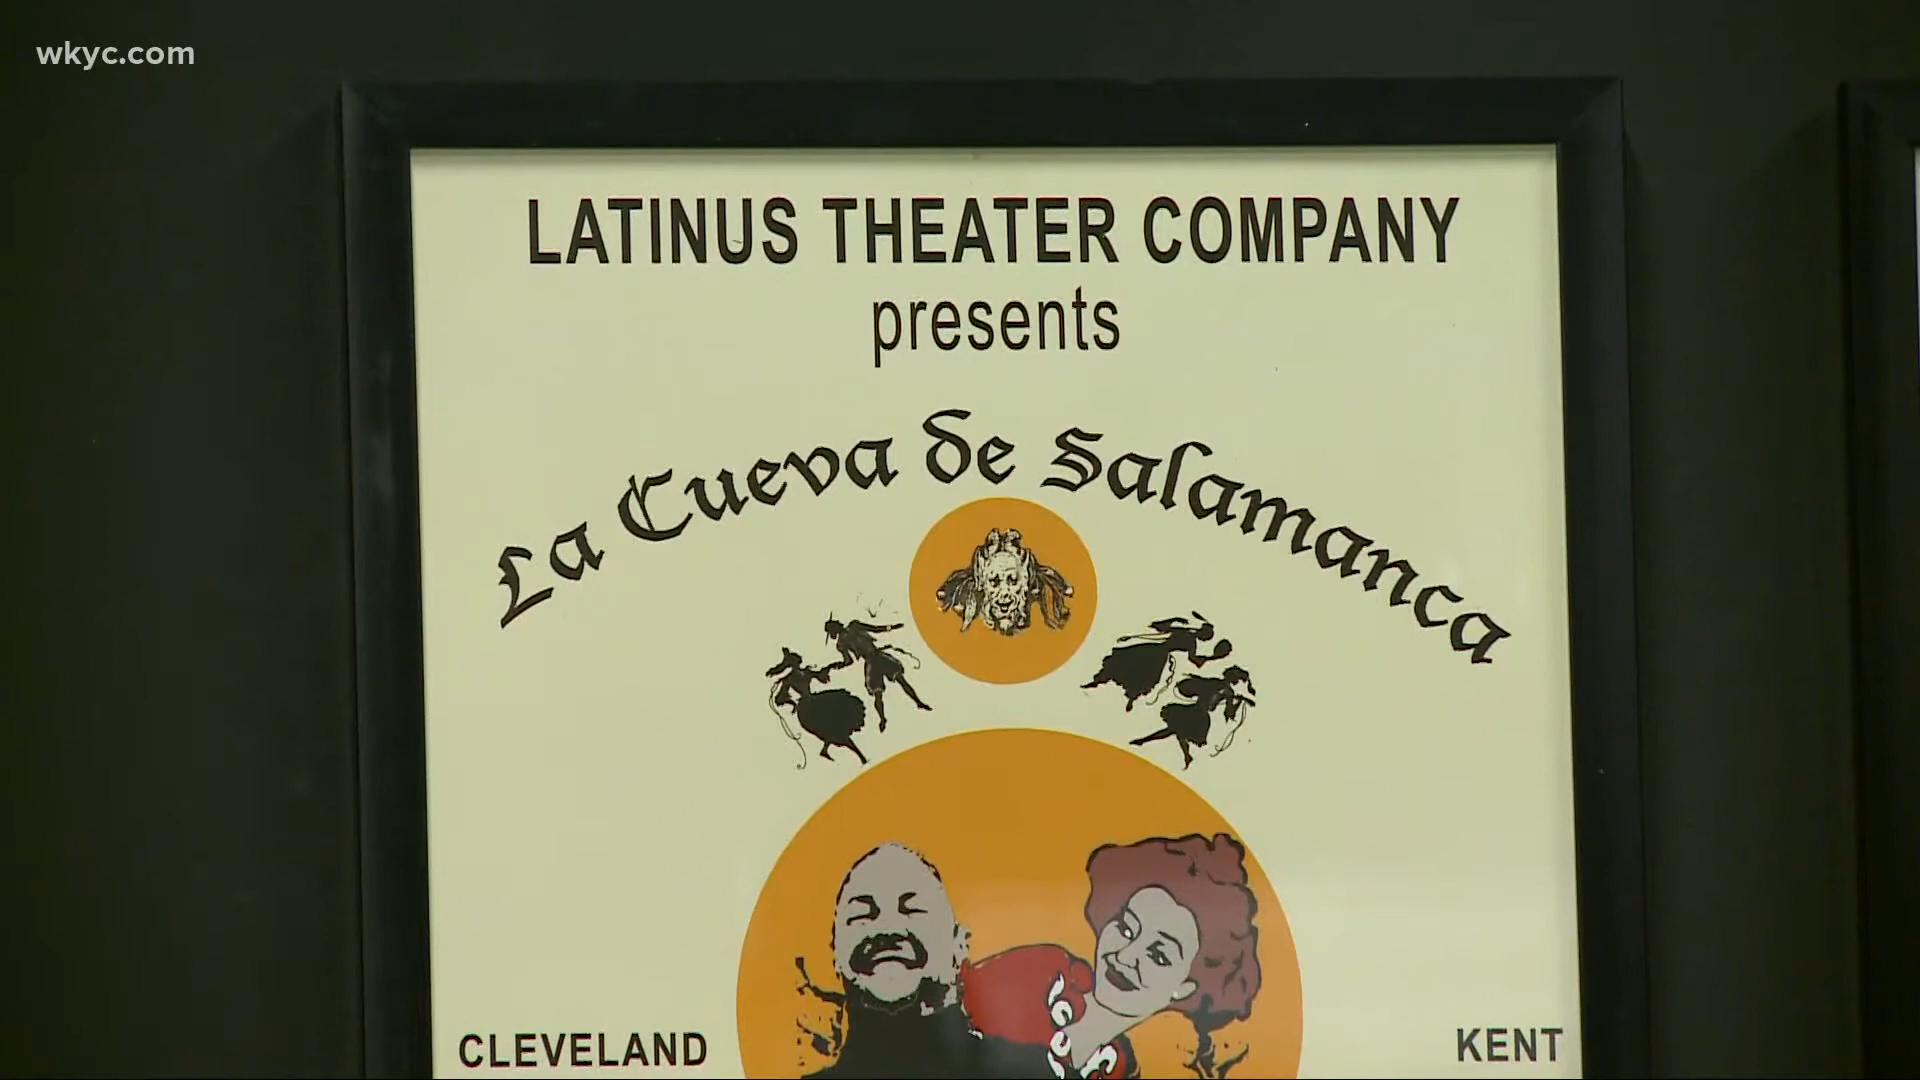 wkyc.com
LATINUS THEATER COMPANY
presents
La Cueva de Salamanca
CLEVELAND
KENT